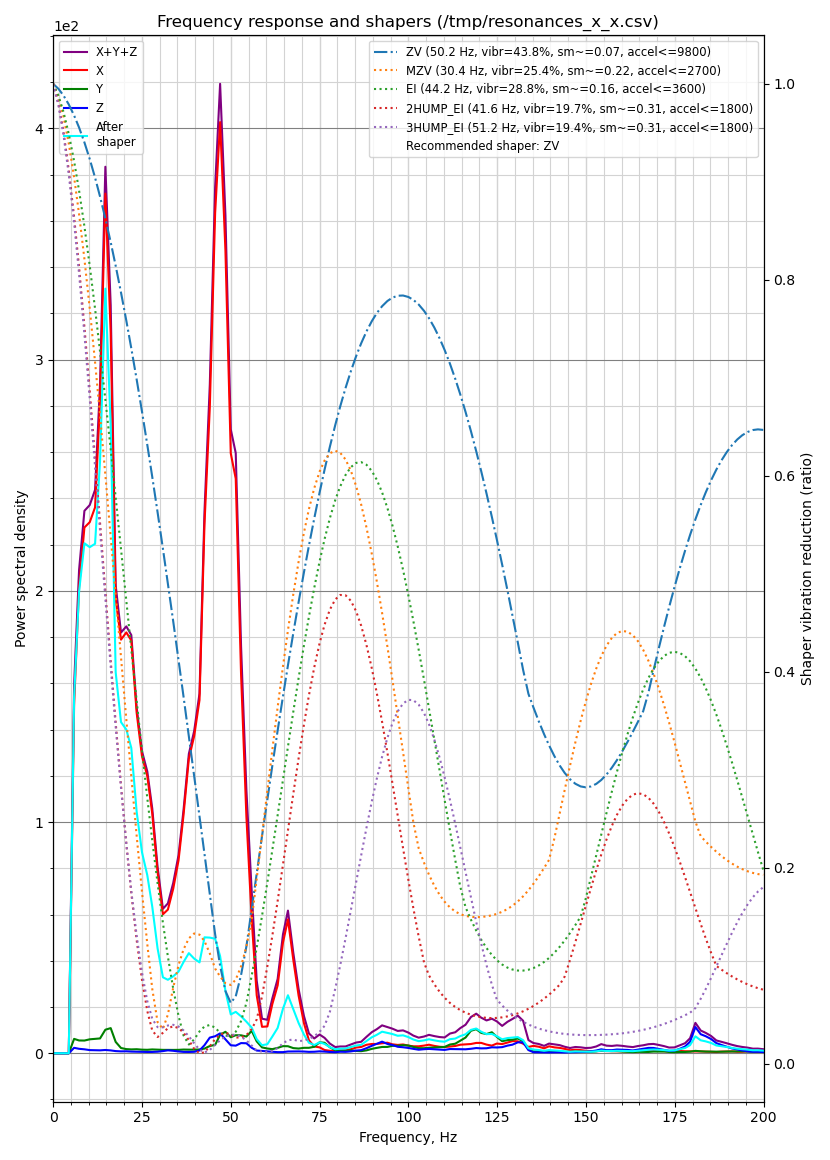 Frequency response and shapers (/tmp/resonances_x_x.csv)
1e2
X+Y+Z
X
Y
Z
After
shaper
ZV (50.2 Hz, vibr=43.8%, sm~=0.07, accel<=9800)
MZV (30.4 Hz, vibr=25.4%, sm~=0.22, accel<=2700)
EI (44.2 Hz, vibr=28.8%, sm~=0.16, accel<=3600)
2HUMP_EI (41.6 Hz, vibr=19.7%, sm~=0.31, accel<=1800)
3HUMP_EI (51.2 Hz, vibr=19.4%, sm~=0.31, accel<=1800)
Recommended shaper: ZV
Power spectral density
4
3
2
1
0
1.0
0.8
0.6
0.4
0.2
0.0
Shaper vibration reduction (ratio)
0 25 50 75 100 125 150 175 200
Frequency, Hz